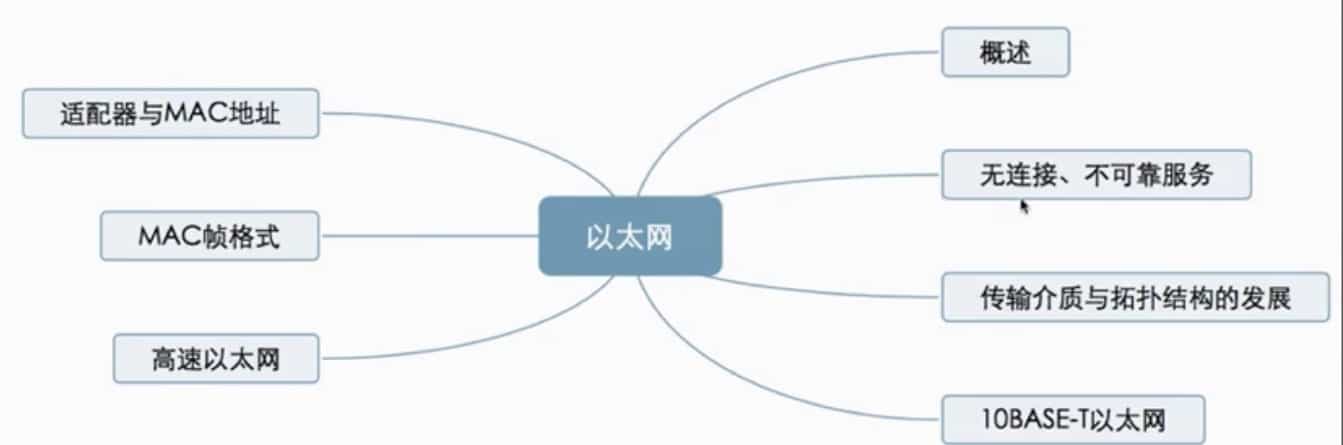 概述
适配器与MAC地址
无连接、不可靠服务
以太网
MAC帧格式
传输介质与拓扑结构的发展
高速以太网
10BASE-T以太网